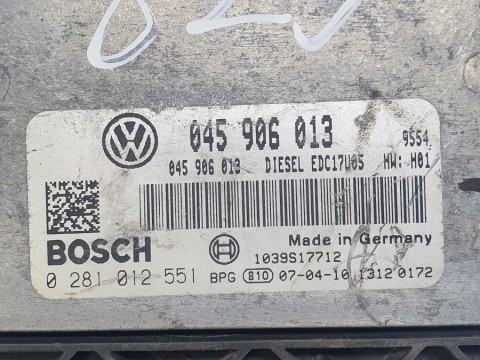 045 906 013 9554
045 906 013 DIESEL EDC17U05 HW: H01
Made in Germany
BOSCH 1039S17712
0 281 012 551 BPG 810 07-04-10 1312 0172